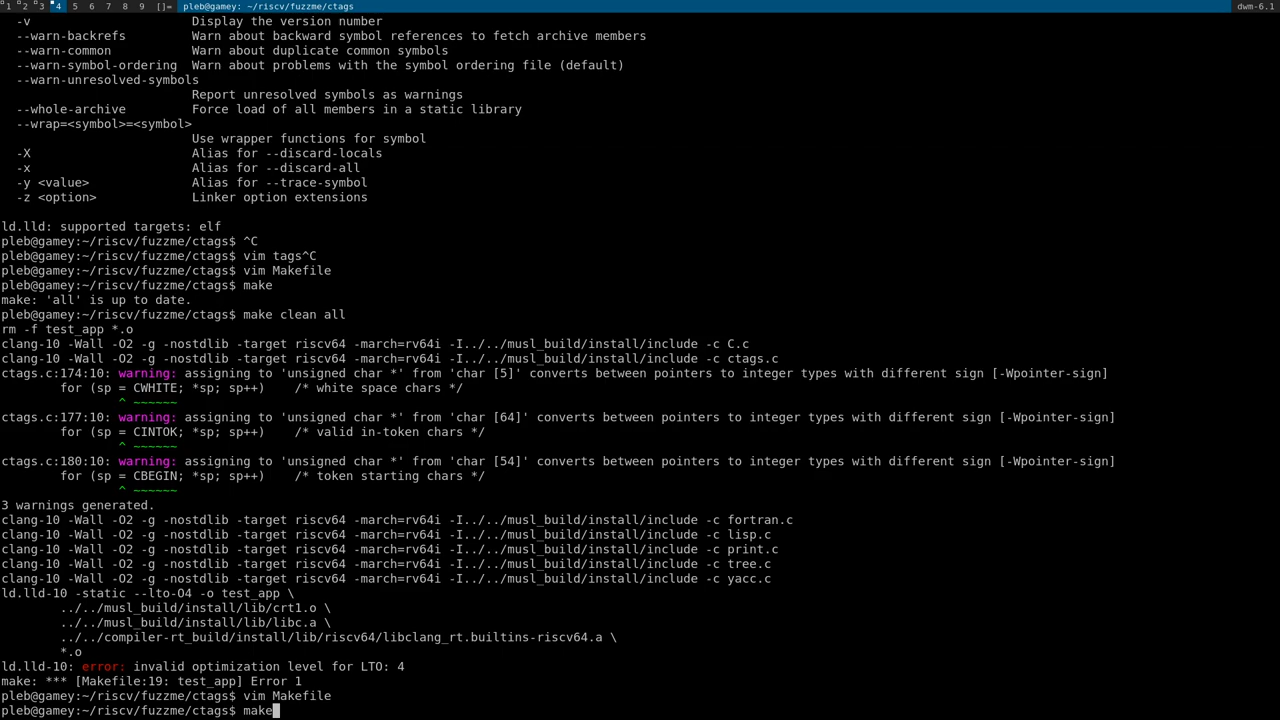 1 2 3 4 5 6 7 8 9 []= pleb@gamey: ~/riscv/fuzzme/ctags dwm-6.1
-v Display the version number
--warn-backrefs Warn about backward symbol references to fetch archive members
--warn-common Warn about duplicate common symbols
--warn-symbol-ordering Warn about problems with the symbol ordering file (default)
--warn-unresolved-symbols
Report unresolved symbols as warnings
--whole-archive Force load of all members in a static library
--wrap=<symbol>=<symbol>
Use wrapper functions for symbol
-X Alias for --discard-locals
-x Alias for --discard-all
-y <value> Alias for --trace-symbol
-z <option> Linker option extensions
ld.lld: supported targets: elf
pleb@gamey:~/riscv/fuzzme/ctags$ ^C
pleb@gamey:~/riscv/fuzzme/ctags$ vim tags^C
pleb@gamey:~/riscv/fuzzme/ctags$ vim Makefile
pleb@gamey:~/riscv/fuzzme/ctags$ make
make: 'all' is up to date.
pleb@gamey:~/riscv/fuzzme/ctags$ make clean all
rm -f test_app *.o
clang-10 -Wall -O2 -g -nostdlib -target riscv64 -march=rv64i -I../../musl_build/install/include -c C.c
clang-10 -Wall -O2 -g -nostdlib -target riscv64 -march=rv64i -I../../musl_build/install/include -c ctags.c
ctags.c:174:10: warning: assigning to 'unsigned char *' from 'char [5]' converts between pointers to integer types with different sign [-Wpointer-sign]
for (sp = CWHITE; *sp; sp++) /* white space chars */
^ ~~~~~~
ctags.c:177:10: warning: assigning to 'unsigned char *' from 'char [64]' converts between pointers to integer types with different sign [-Wpointer-sign]
for (sp = CINTOK; *sp; sp++) /* valid in-token chars */
^ ~~~~~~
ctags.c:180:10: warning: assigning to 'unsigned char *' from 'char [54]' converts between pointers to integer types with different sign [-Wpointer-sign]
for (sp = CBEGIN; *sp; sp++) /* token starting chars */
^ ~~~~~~
3 warnings generated.
clang-10 -Wall -O2 -g -nostdlib -target riscv64 -march=rv64i -I../../musl_build/install/include -c fortran.c
clang-10 -Wall -O2 -g -nostdlib -target riscv64 -march=rv64i -I../../musl_build/install/include -c lisp.c
clang-10 -Wall -O2 -g -nostdlib -target riscv64 -march=rv64i -I../../musl_build/install/include -c print.c
clang-10 -Wall -O2 -g -nostdlib -target riscv64 -march=rv64i -I../../musl_build/install/include -c tree.c
clang-10 -Wall -O2 -g -nostdlib -target riscv64 -march=rv64i -I../../musl_build/install/include -c yacc.c
ld.lld-10 -static --lto-O4 -o test_app \
../../musl_build/install/lib/crt1.o \
../../musl_build/install/lib/libc.a \
../../compiler-rt_build/install/lib/riscv64/libclang_rt.builtins-riscv64.a \
*.o
ld.lld-10: error: invalid optimization level for LTO: 4
make: *** [Makefile:19: test_app] Error 1
pleb@gamey:~/riscv/fuzzme/ctags$ vim Makefile
pleb@gamey:~/riscv/fuzzme/ctags$ make